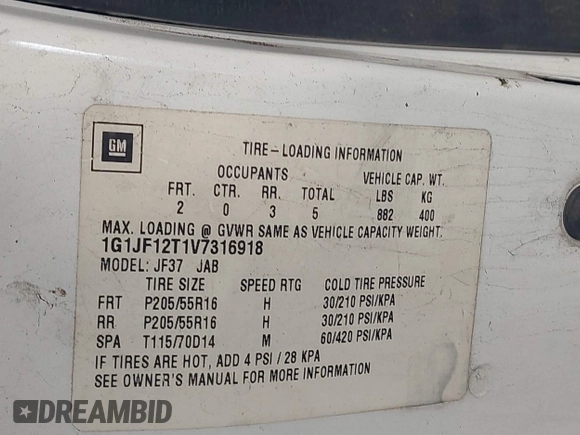 GM
TIRE-LOADING INFORMATION
OCCUPANTS VEHICLE CAP. WT.
FRT. CTR. RR. TOTAL LBS KG
2 0 3 5 882 400
MAX. LOADING @ GVWR SAME AS VEHICLE CAPACITY WEIGHT.
1G1JF12T1V7316918
MODEL: JF37 JAB
TIRE SIZE SPEED RTG COLD TIRE PRESSURE
FRT P205/55R16 H 30/210 PSI/KPA
RR P205/55R16 H 30/210 PSI/KPA
SPA T115/70D14 M 60/420 PSI/KPA
IF TIRES ARE HOT, ADD 4 PSI / 28 KPA
SEE OWNER'S MANUAL FOR MORE INFORMATION
DREAMBID